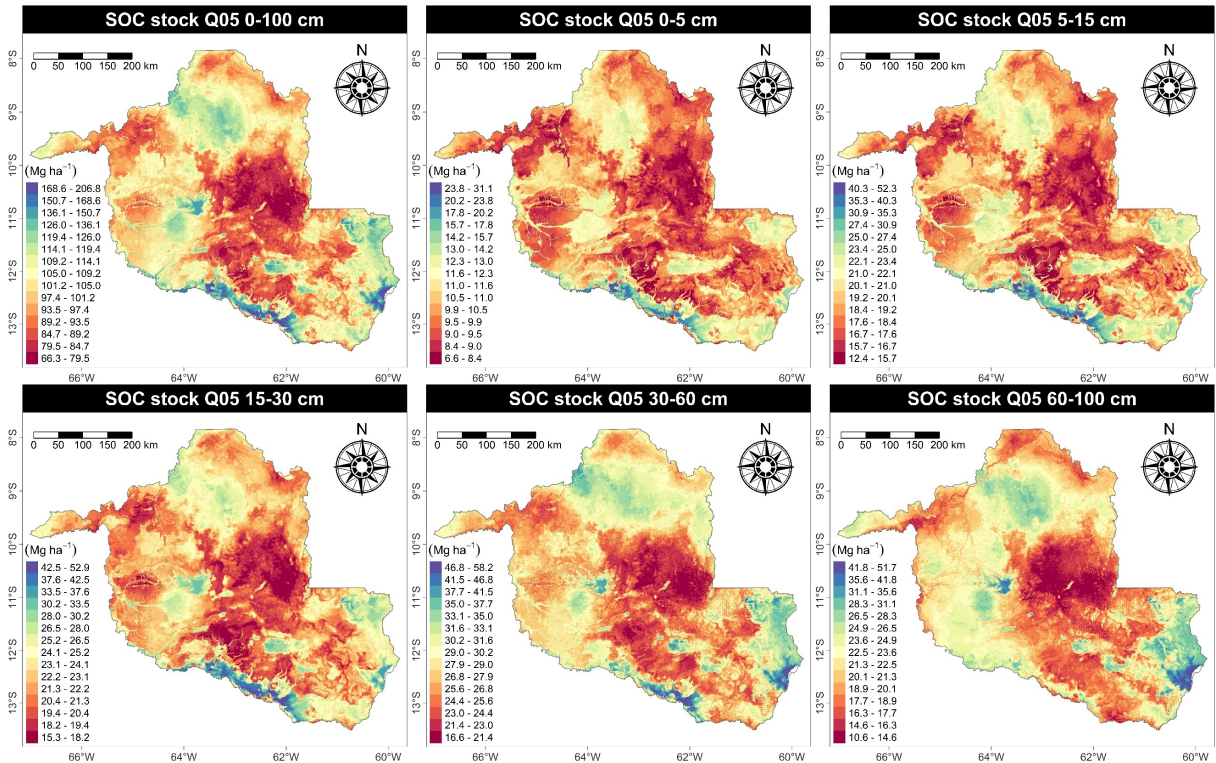 SOC stock Q05 0-100 cm
N
0 50 100 150 200 km
8°S
9°S
10°S
11°S
12°S
13°S
(Mg ha⁻¹)
168.6 - 206.8
150.7 - 168.6
136.1 - 150.7
126.0 - 136.1
119.4 - 126.0
114.1 - 119.4
109.2 - 114.1
105.0 - 109.2
101.2 - 105.0
97.4 - 101.2
93.5 - 97.4
89.2 - 93.5
84.7 - 89.2
79.5 - 84.7
66.3 - 79.5
66°W 64°W 62°W 60°W
SOC stock Q05 0-5 cm
N
0 50 100 150 200 km
8°S
9°S
10°S
11°S
12°S
13°S
(Mg ha⁻¹)
23.8 - 31.1
20.2 - 23.8
17.8 - 20.2
15.7 - 17.8
14.2 - 15.7
13.0 - 14.2
12.3 - 13.0
11.6 - 12.3
11.0 - 11.6
10.5 - 11.0
9.9 - 10.5
9.5 - 9.9
9.0 - 9.5
8.4 - 9.0
6.6 - 8.4
66°W 64°W 62°W 60°W
SOC stock Q05 5-15 cm
N
0 50 100 150 200 km
8°S
9°S
10°S
11°S
12°S
13°S
(Mg ha⁻¹)
40.3 - 52.3
35.3 - 40.3
30.9 - 35.3
27.4 - 30.9
25.0 - 27.4
23.4 - 25.0
22.1 - 23.4
21.0 - 22.1
20.1 - 21.0
19.2 - 20.1
18.4 - 19.2
17.6 - 18.4
16.7 - 17.6
15.7 - 16.7
12.4 - 15.7
66°W 64°W 62°W 60°W
SOC stock Q05 15-30 cm
N
0 50 100 150 200 km
8°S
9°S
10°S
11°S
12°S
13°S
(Mg ha⁻¹)
42.5 - 52.9
37.6 - 42.5
33.5 - 37.6
30.2 - 33.5
28.0 - 30.2
26.5 - 28.0
25.2 - 26.5
24.1 - 25.2
23.1 - 24.1
22.2 - 23.1
21.3 - 22.2
20.4 - 21.3
19.4 - 20.4
18.2 - 19.4
15.3 - 18.2
66°W 64°W 62°W 60°W
SOC stock Q05 30-60 cm
N
0 50 100 150 200 km
8°S
9°S
10°S
11°S
12°S
13°S
(Mg ha⁻¹)
46.8 - 58.2
41.5 - 46.8
37.7 - 41.5
35.0 - 37.7
33.1 - 35.0
31.6 - 33.1
30.2 - 31.6
29.0 - 30.2
27.9 - 29.0
26.8 - 27.9
25.6 - 26.8
24.4 - 25.6
23.0 - 24.4
21.4 - 23.0
16.6 - 21.4
66°W 64°W 62°W 60°W
SOC stock Q05 60-100 cm
N
0 50 100 150 200 km
8°S
9°S
10°S
11°S
12°S
13°S
(Mg ha⁻¹)
41.8 - 51.7
35.6 - 41.8
31.1 - 35.6
28.3 - 31.1
26.5 - 28.3
24.9 - 26.5
23.6 - 24.9
22.5 - 23.6
21.3 - 22.5
20.1 - 21.3
18.9 - 20.1
17.7 - 18.9
16.3 - 17.7
14.6 - 16.3
10.6 - 14.6
66°W 64°W 62°W 60°W